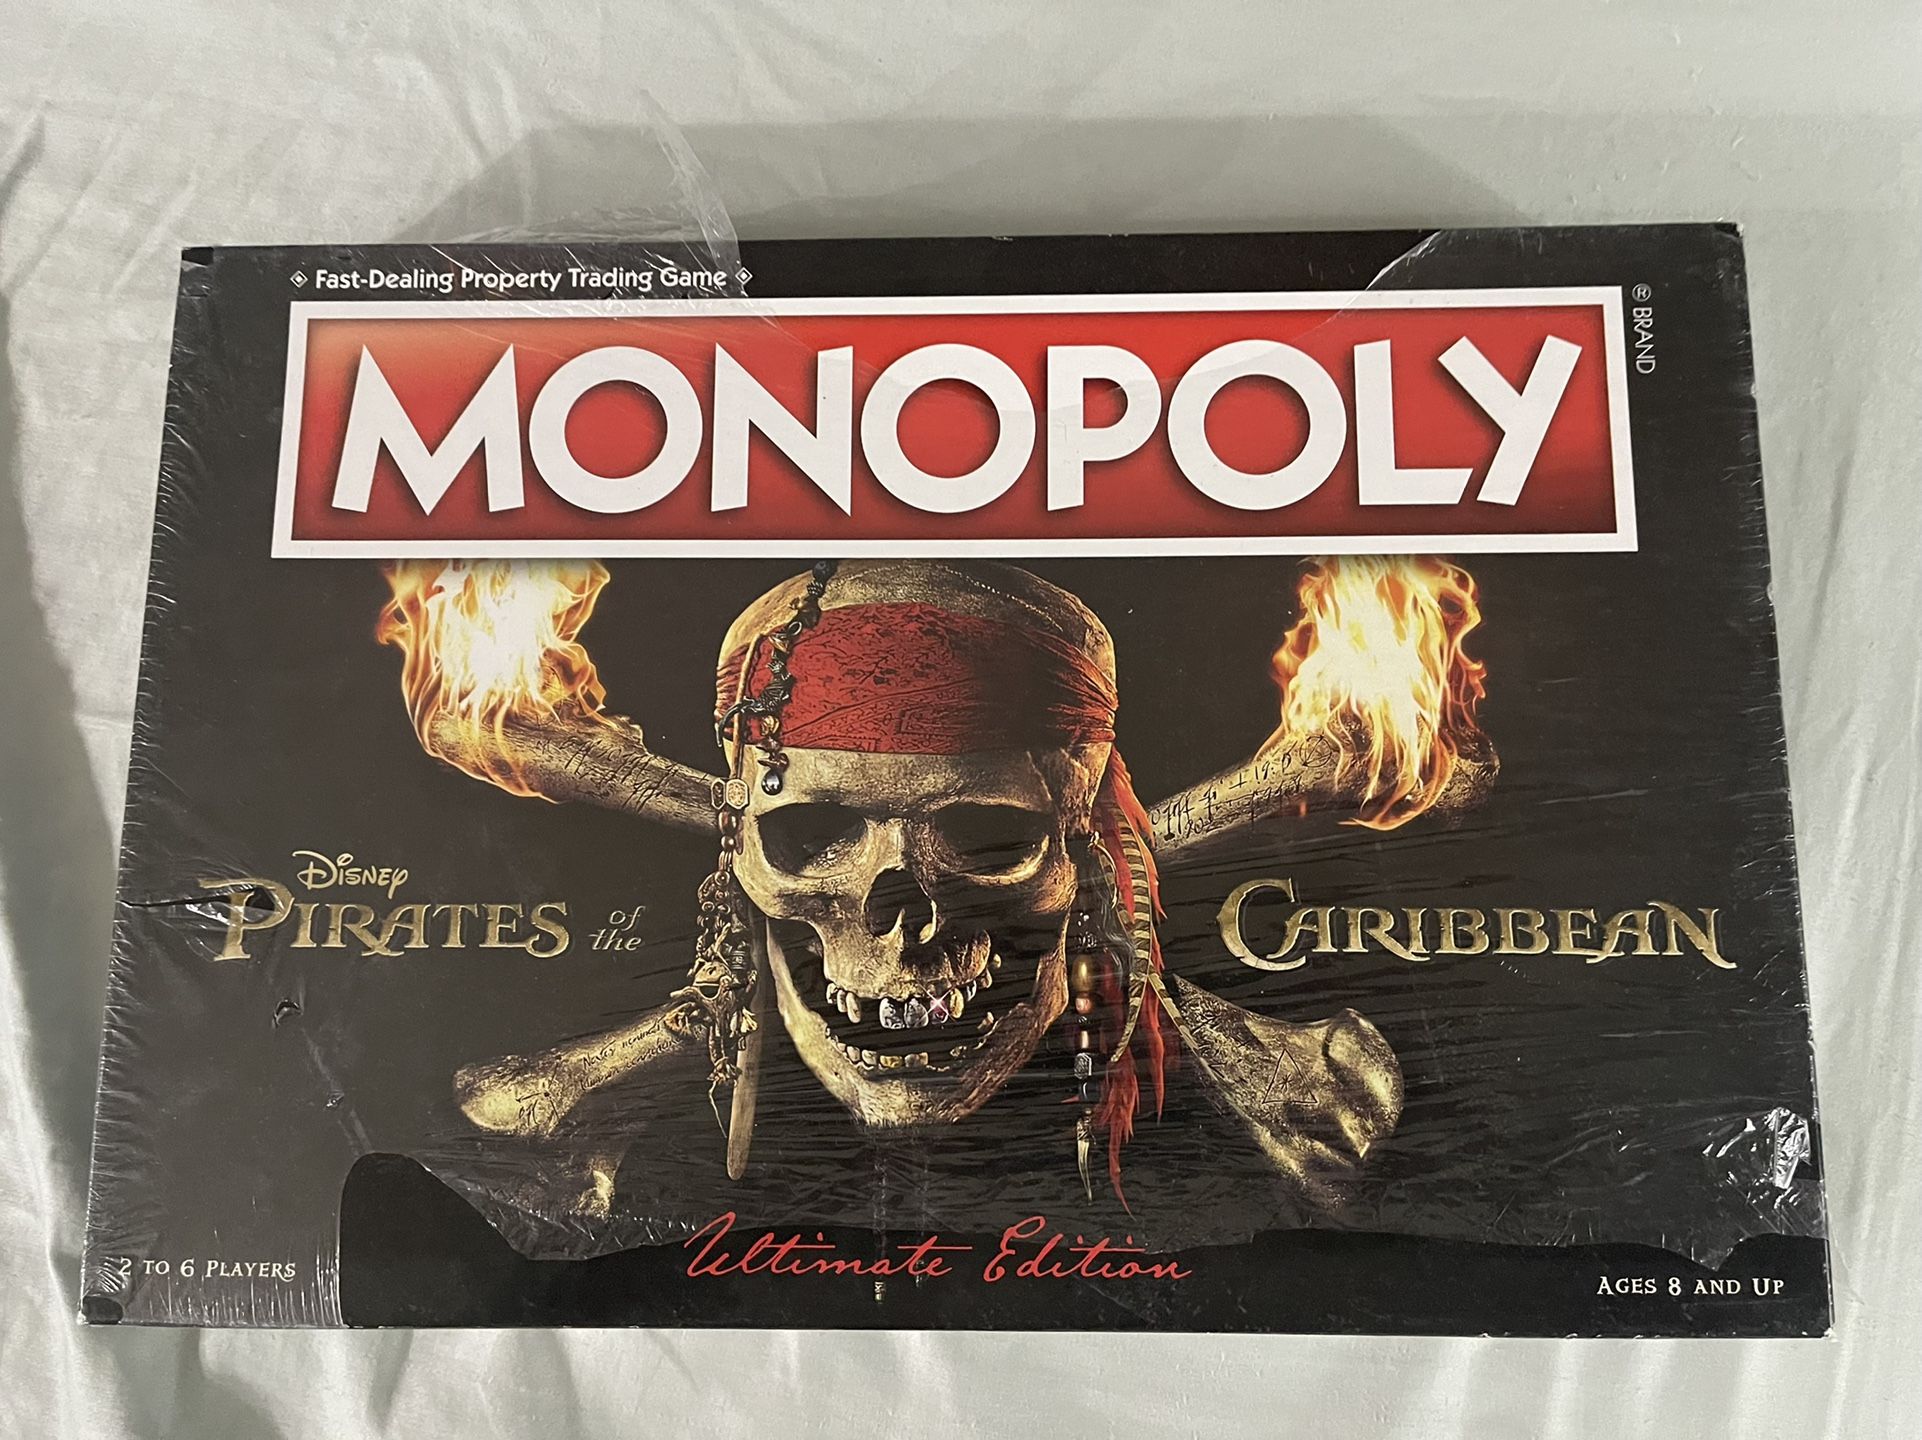 Fast-Dealing Property Trading Game
MONOPOLY
® BRAND
Disney
PIRATES of the CARIBBEAN
Ultimate Edition
2 TO 6 PLAYERS
AGES 8 AND UP